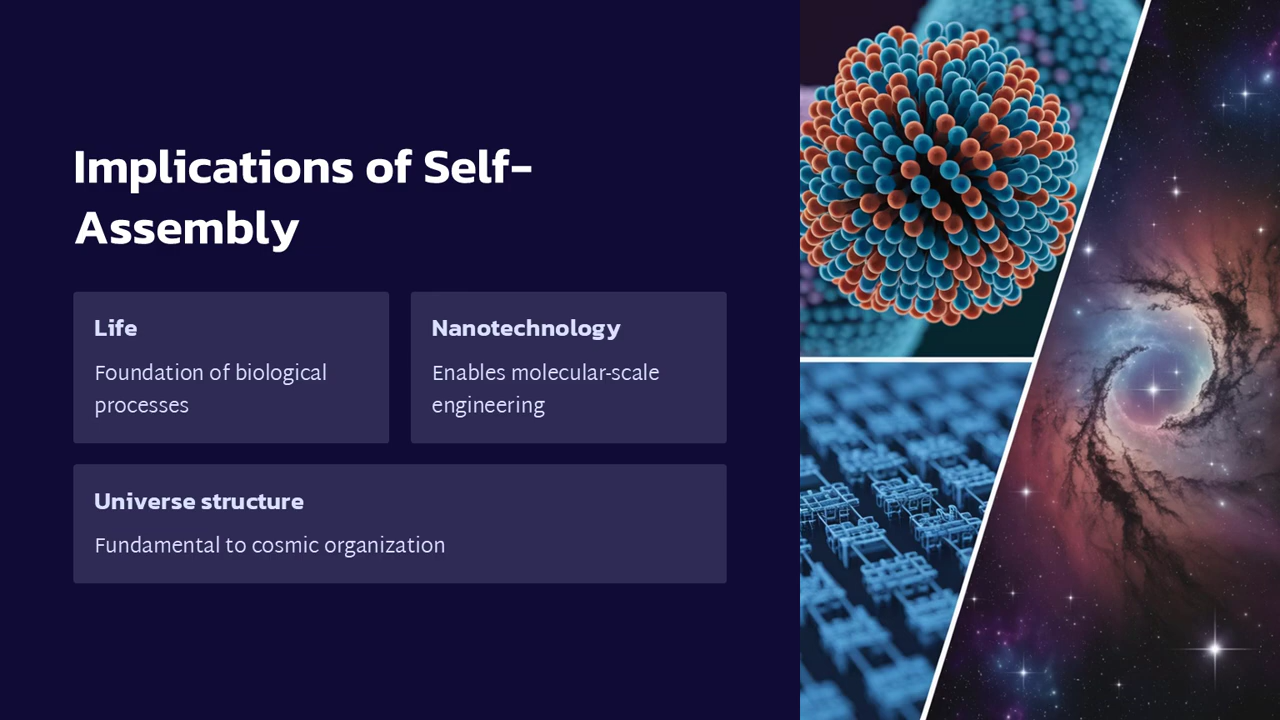 Implications of Self-
Assembly
Life
Foundation of biological
processes
Nanotechnology
Enables molecular-scale
engineering
Universe structure
Fundamental to cosmic organization